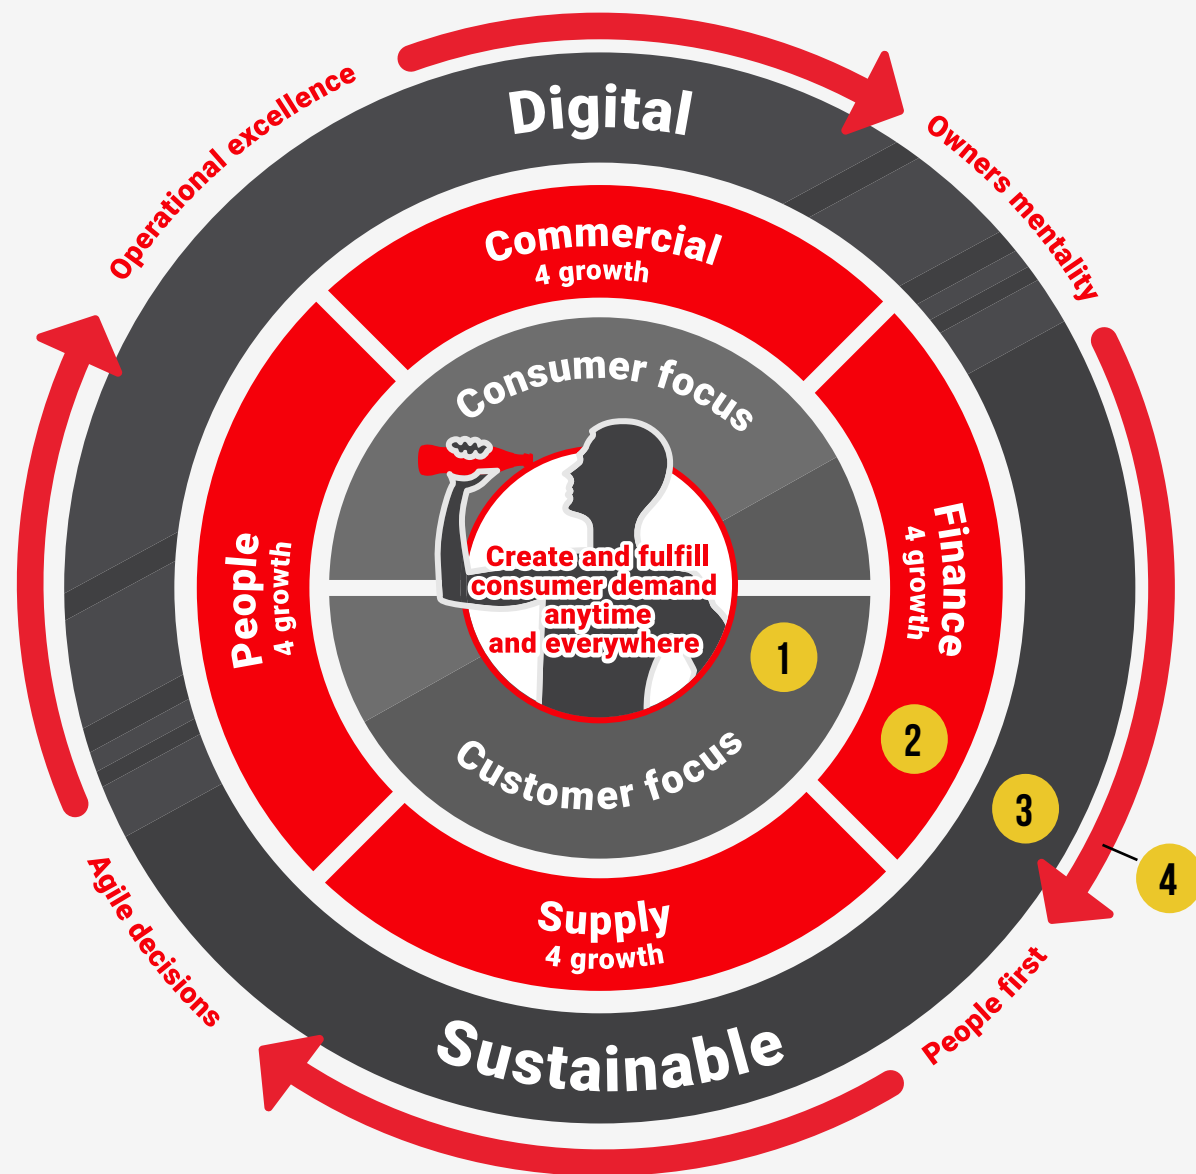 Operational excellence
Digital
Owners mentality
Commercial
4 growth
Consumer focus
People
4 growth
Create and fulfill
consumer demand
anytime
and everywhere
Finance
4 growth
1
2
3
4
Customer focus
Supply
4 growth
Sustainable
Agile decisions
People first